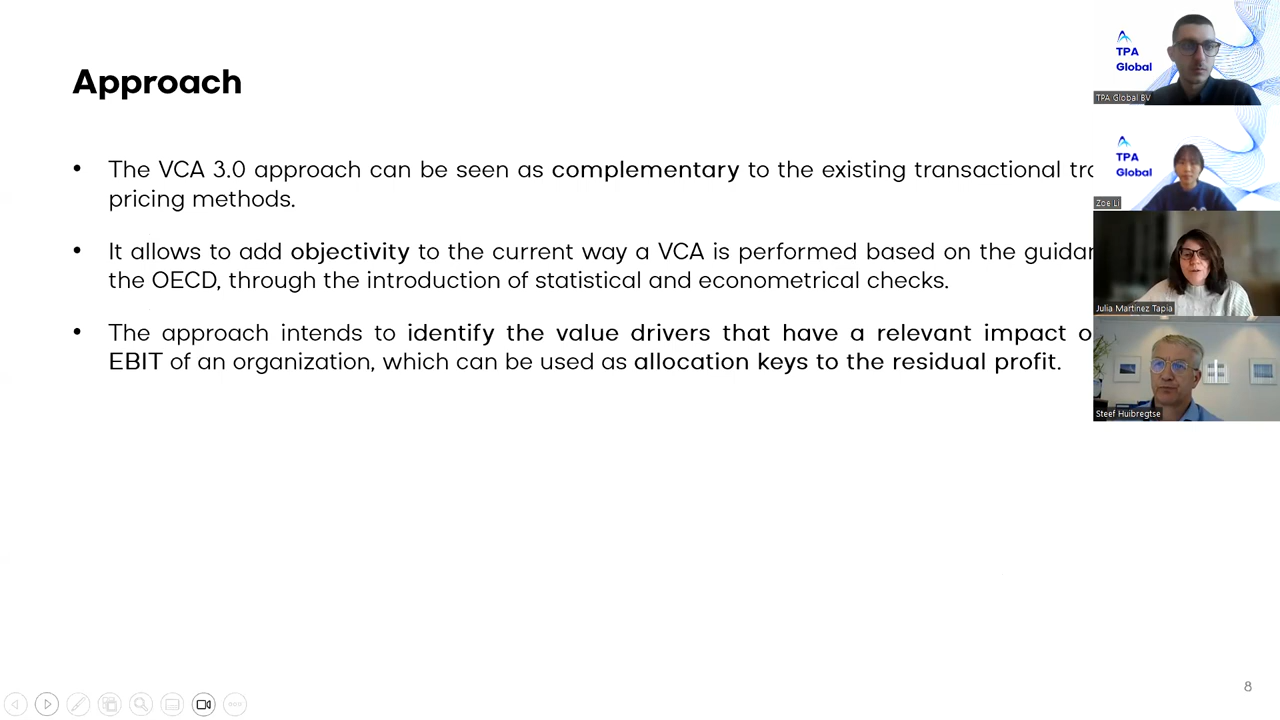 Approach
• The VCA 3.0 approach can be seen as complementary to the existing transactional
pricing methods.
• It allows to add objectivity to the current way a VCA is performed based on the
the OECD, through the introduction of statistical and econometrical checks.
• The approach intends to identify the value drivers that have a relevant impact
EBIT of an organization, which can be used as allocation keys to the residual profit.
TPA
Global
TPA Global BV
TPA
Global
Zoe Li
Julia Martinez Tapia
Steef Huibregtse
8